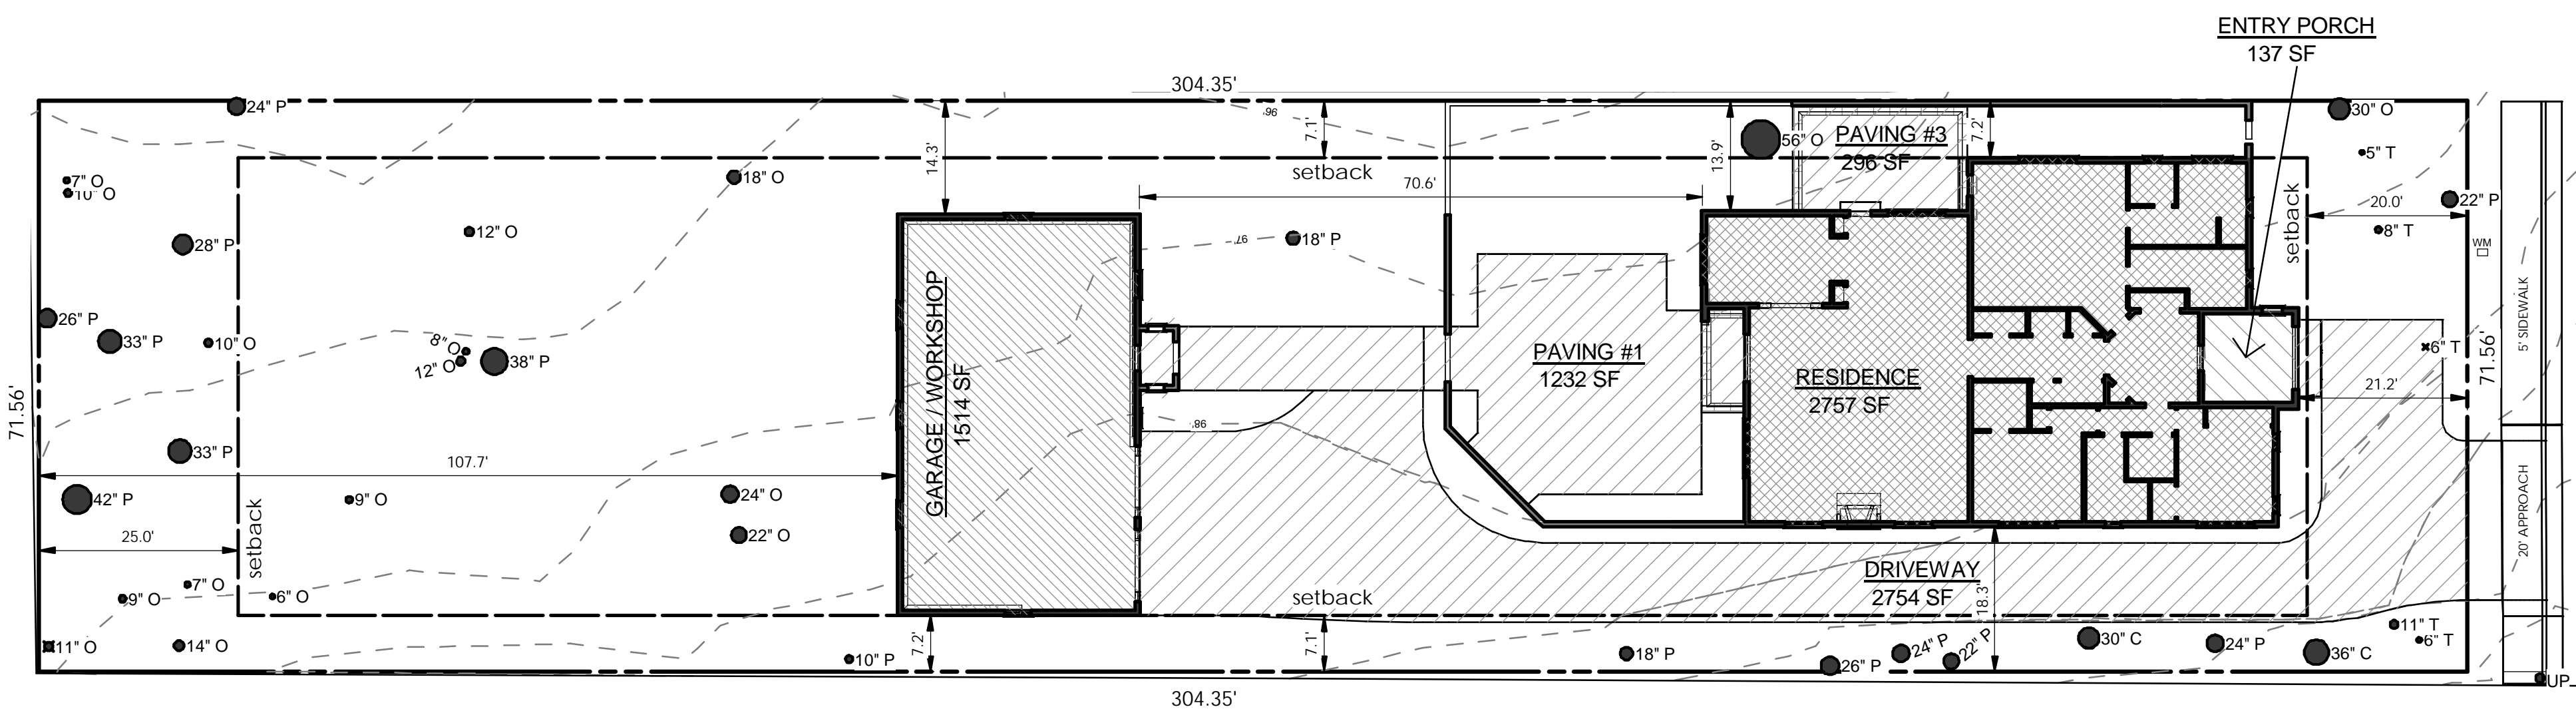 ENTRY PORCH
137 SF
304.35'
24" P
30" O
.96
7.1'
14.3'
13.9'
7.2'
56" O
PAVING #3
296 SF
5" T
setback
7" O
10" O
18" O
70.6'
setback
20.0'
22" P
12" O
28" P
.97
18" P
8" T
WM
26" P
33" P
10" O
8" O
12" O
38" P
71.56'
GARAGE / WORKSHOP
1514 SF
PAVING #1
1232 SF
RESIDENCE
2757 SF
6" T
71.56'
5' SIDEWALK
21.2'
33" P
.98
107.7'
42" P
9" O
24" O
22" O
25.0'
setback
20' APPROACH
7" O
9" O
6" O
setback
DRIVEWAY
2754 SF
18.3'
11" O
14" O
10" P
7.2'
7.1'
18" P
26" P
24" P
22" P
30" C
24" P
36" C
11" T
6" T
UP
304.35'